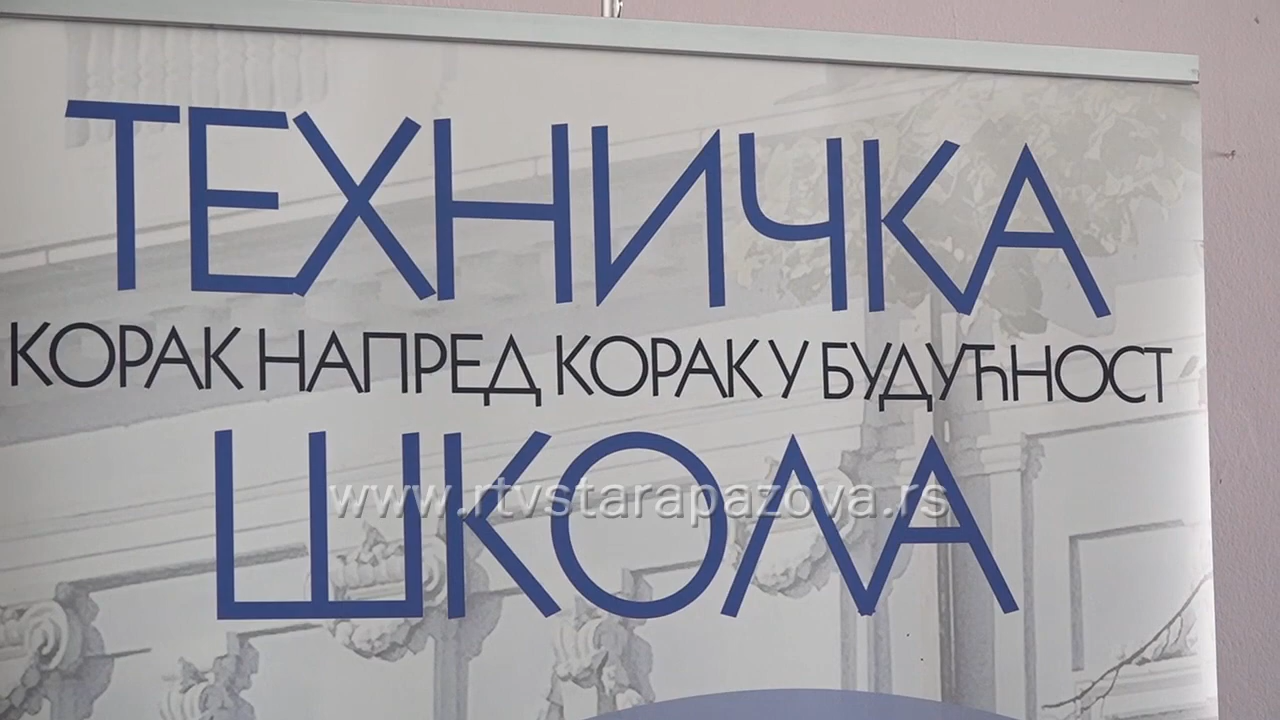 ТЕХНИЧКА
КОРАК НАПРЕД КОРАК У БУДУЋНОСТ
ШКОЛА
www.rtvstarapazova.rs